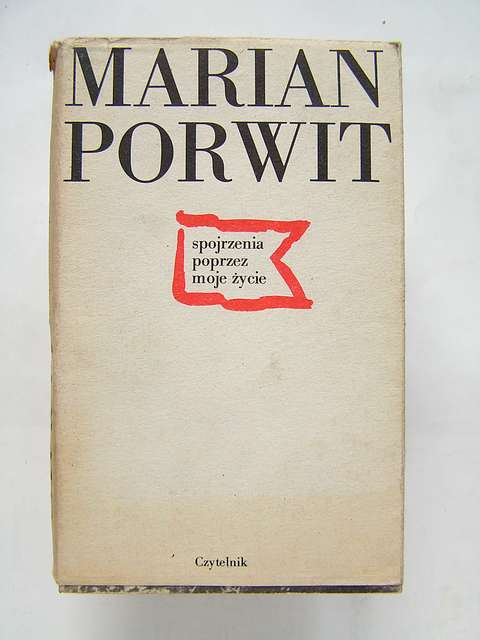 MARIAN
PORWIT
spojrzenia
poprzez
moje życie
Czytelnik